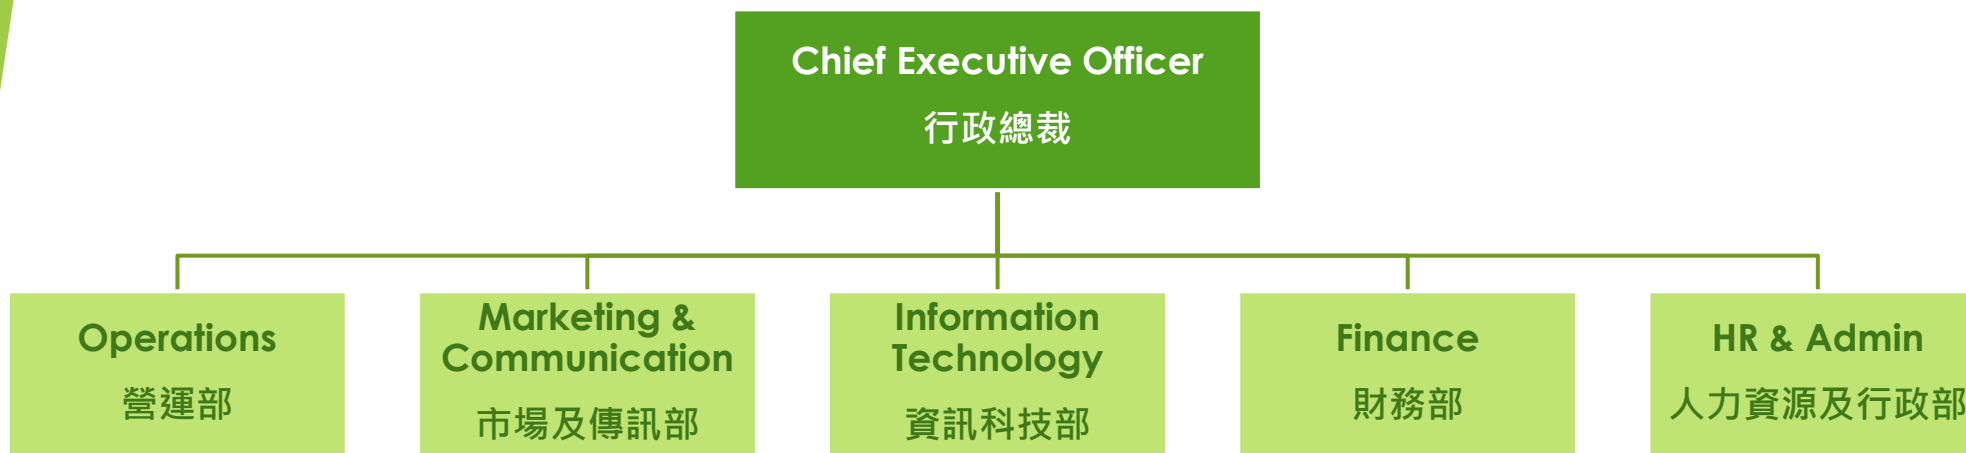 Chief Executive Officer
行政總裁
Operations
營運部
Marketing &
Communication
市場及傳訊部
Information
Technology
資訊科技部
Finance
財務部
HR & Admin
人力資源及行政部